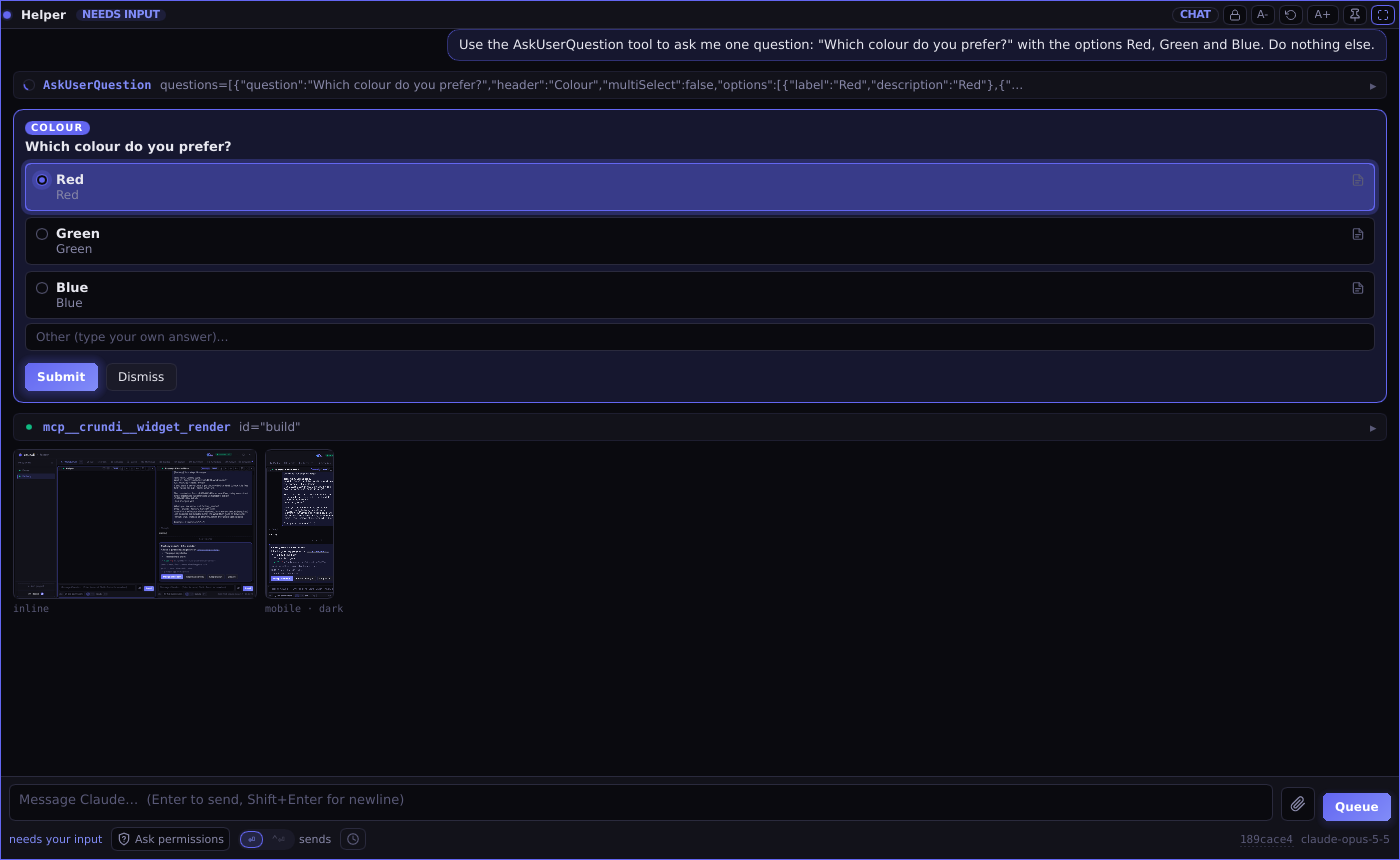 Helper NEEDS INPUT CHAT A- A+
Use the AskUserQuestion tool to ask me one question: "Which colour do you prefer?" with the options Red, Green and Blue. Do nothing else.
AskUserQuestion questions=[{"question":"Which colour do you prefer?","header":"Colour","multiSelect":false,"options":[{"label":"Red","description":"Red"},{"…
COLOUR
Which colour do you prefer?
Red
Red
Green
Green
Blue
Blue
Other (type your own answer)…
Submit Dismiss
mcp__crundi__widget_render id="build"
inline mobile · dark
Message Claude… (Enter to send, Shift+Enter for newline)
Queue
needs your input Ask permissions sends 189cace4 claude-opus-5-5